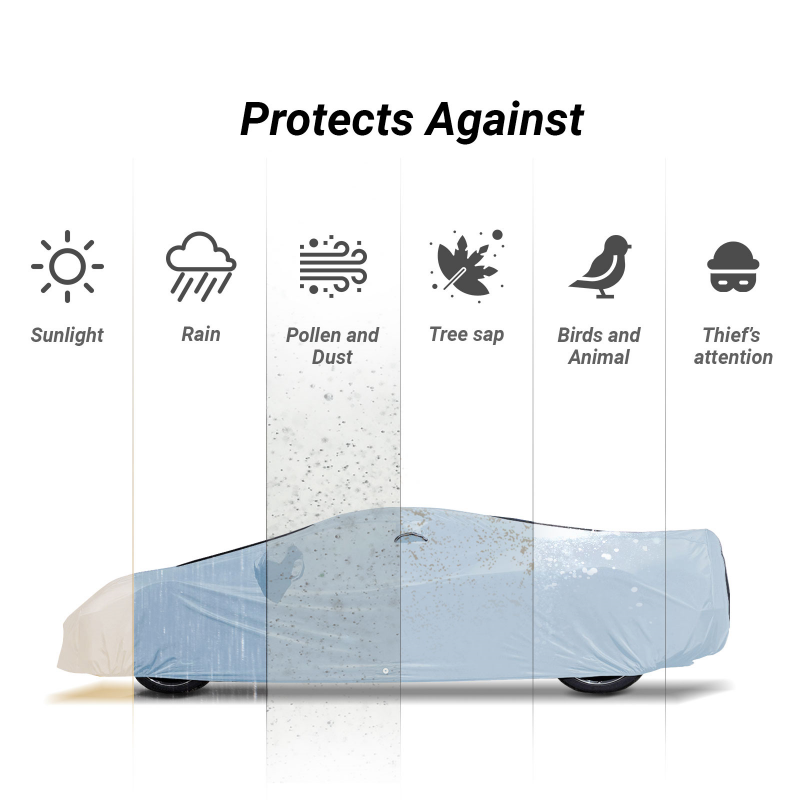 Protects Against
Sunlight
Rain
Pollen and
Dust
Tree sap
Birds and
Animal
Thief's
attention